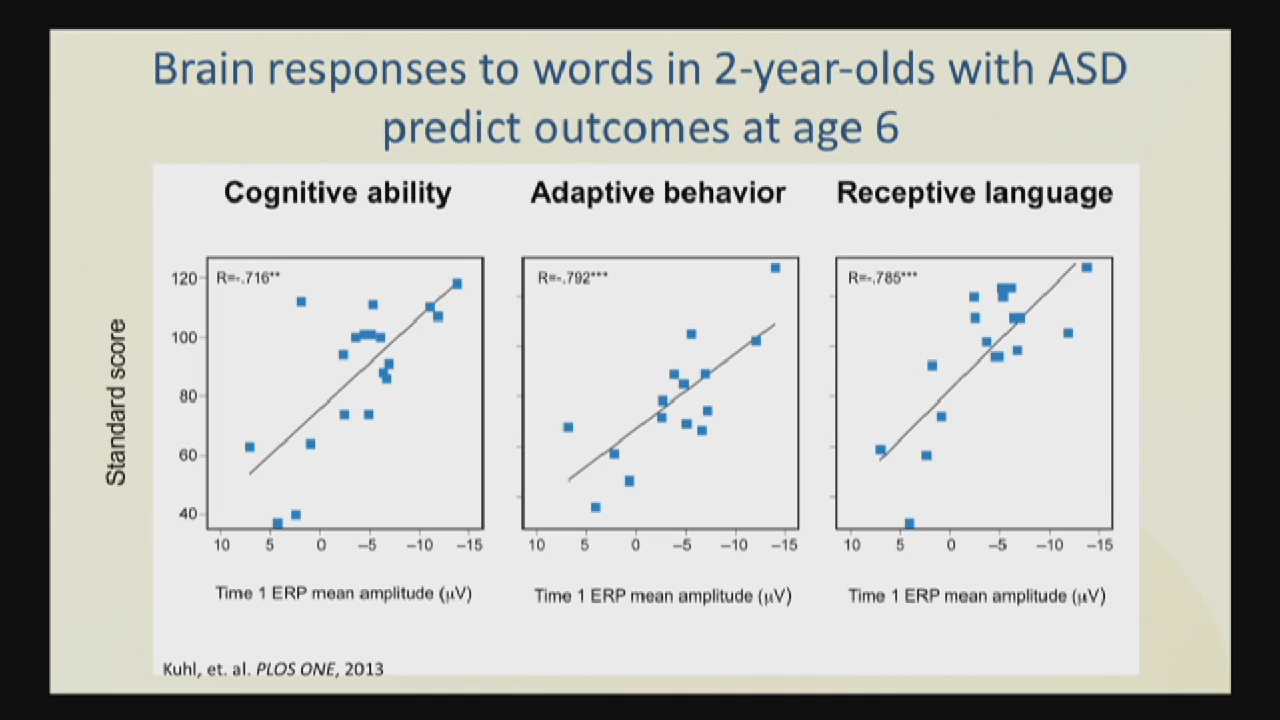 Brain responses to words in 2-year-olds with ASD
predict outcomes at age 6
Cognitive ability
Adaptive behavior
Receptive language
Standard score
R=-.716**
120
100
80
60
40
10 5 0 –5 –10 –15
Time 1 ERP mean amplitude (μV)
R=-.792***
10 5 0 –5 –10 –15
Time 1 ERP mean amplitude (μV)
R=-.785***
10 5 0 –5 –10 –15
Time 1 ERP mean amplitude (μV)
Kuhl, et. al. PLOS ONE, 2013